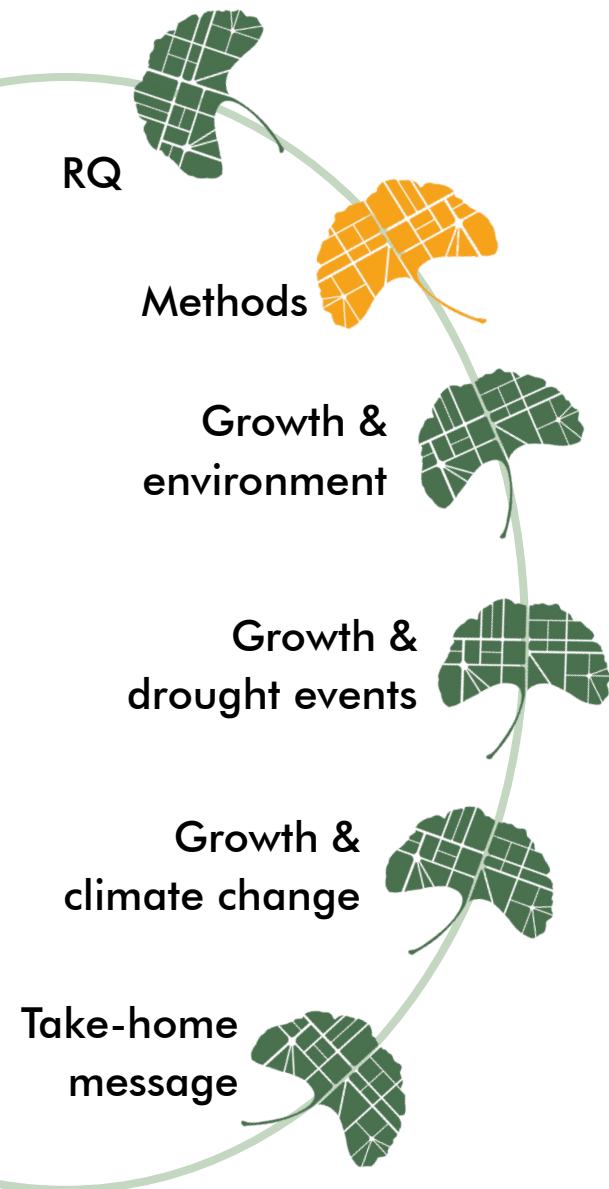 RQ
Methods
Growth &
environment
Growth &
drought events
Growth &
climate change
Take-home
message